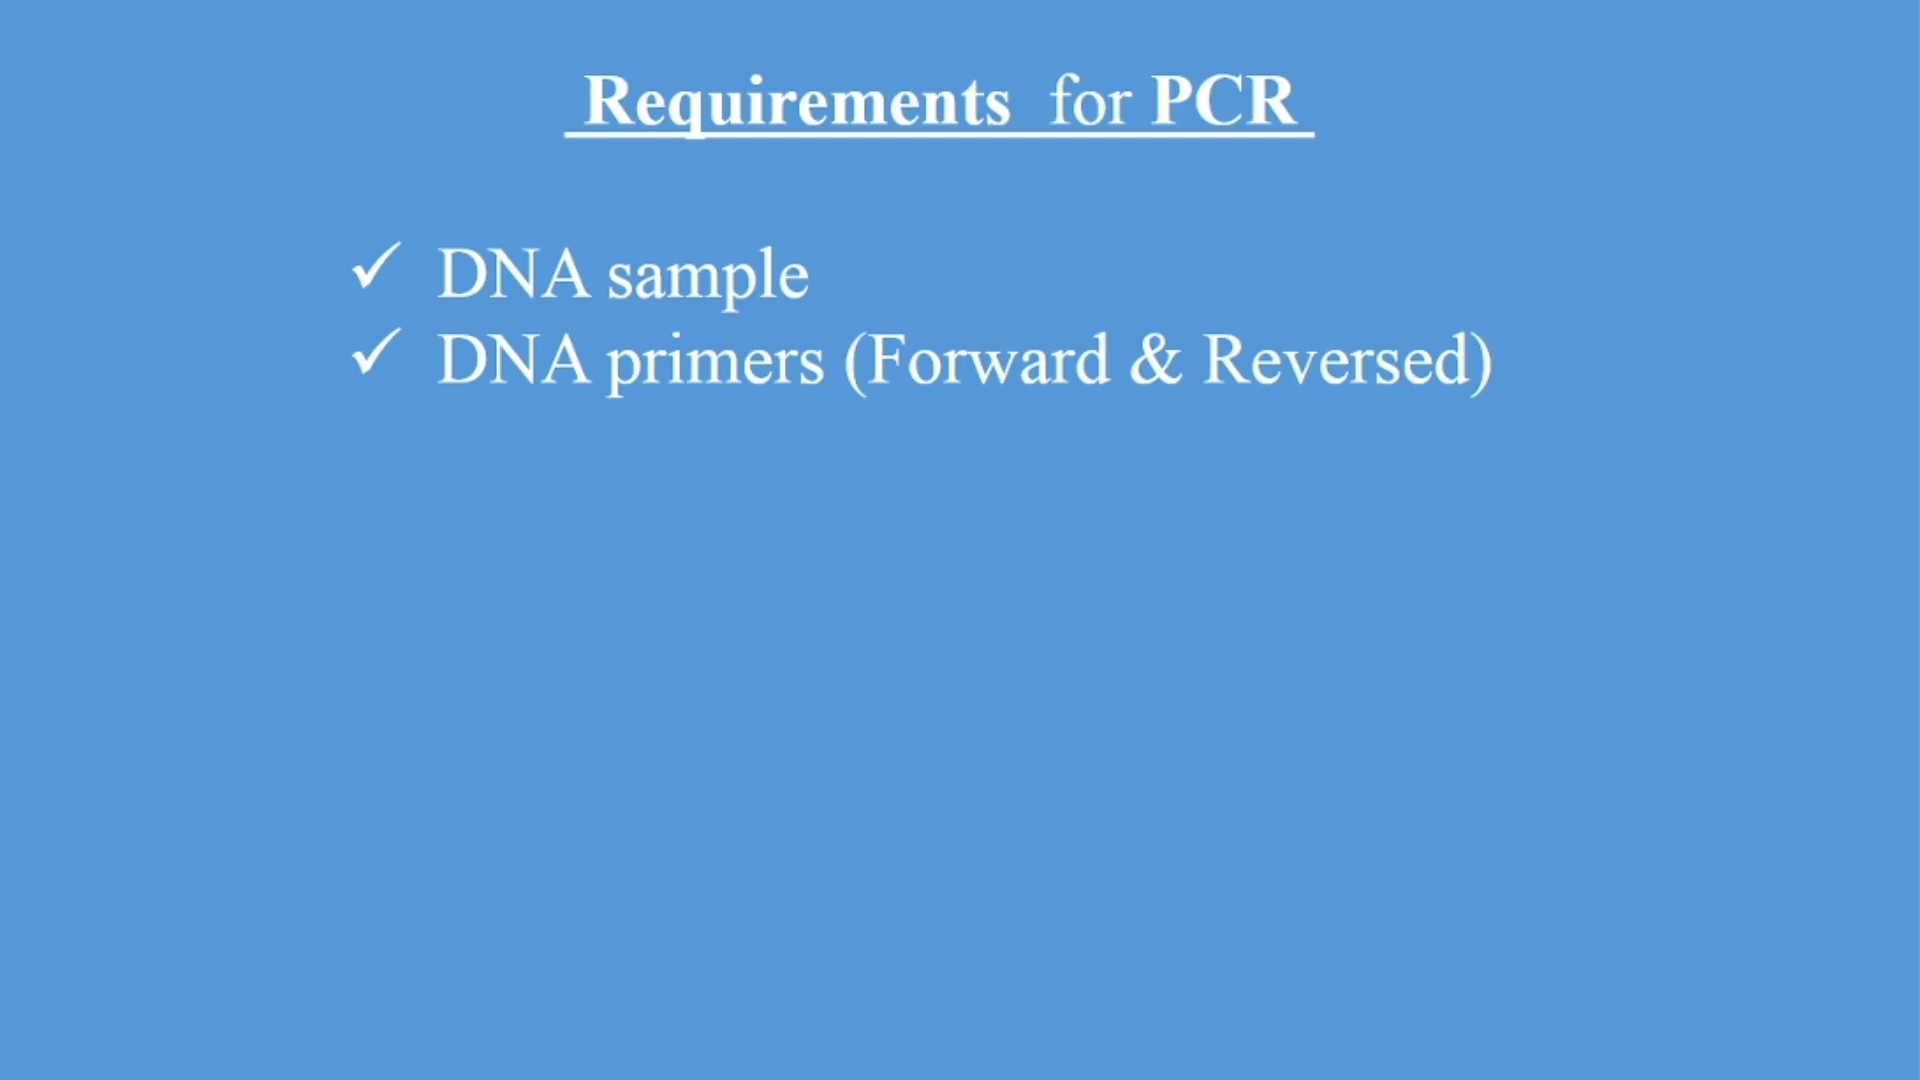 Requirements for PCR
✓ DNA sample
✓ DNA primers (Forward & Reversed)